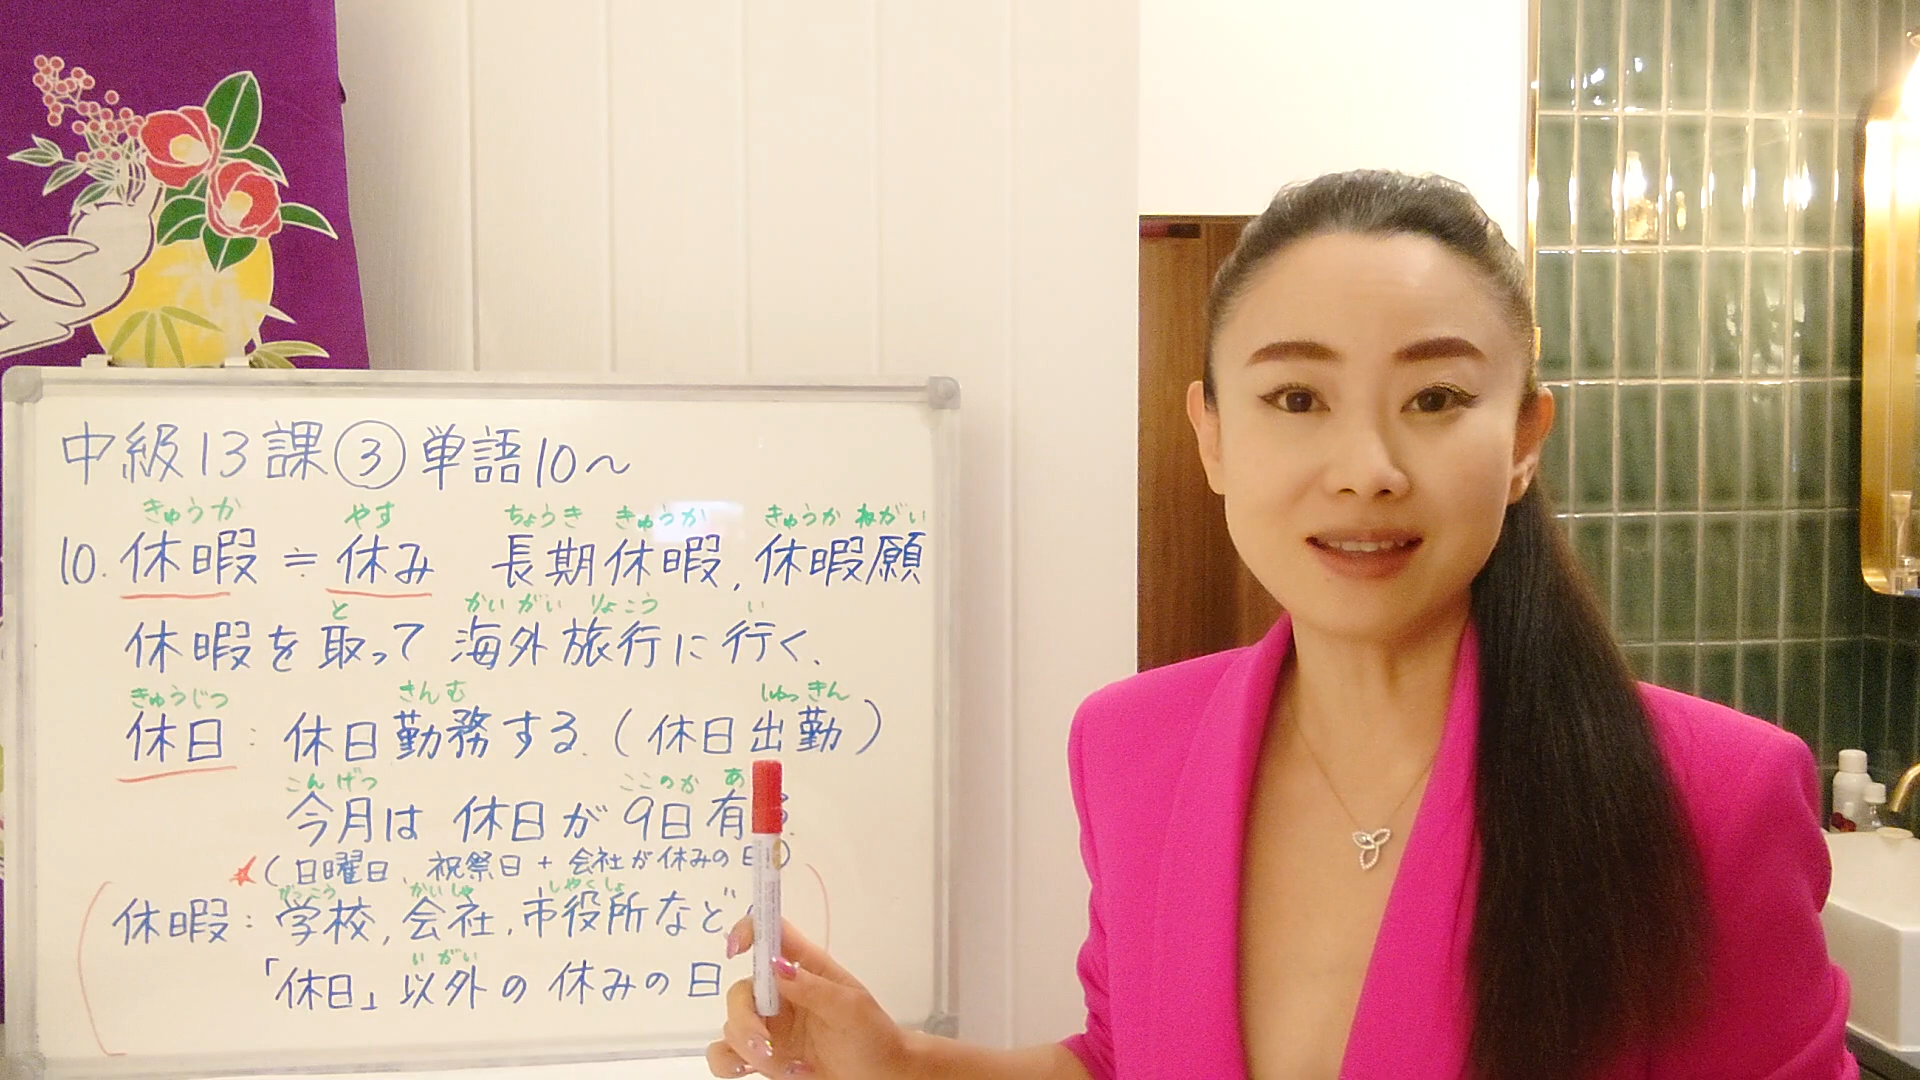 中級13課③単語10〜
きゅうか やす ちょうき きゅうか きゅうか ねがい
10. 休暇≒休み 長期休暇, 休暇願
と かいがい りょこう い
休暇を取って海外旅行に行く.
きゅうじつ きんむ しゅっきん
休日: 休日勤務する.(休日出勤)
こんげつ ここのか あ
今月は休日が9日有
(日曜日、祝祭日+会社が休みの日)
がっこう かいしゃ しやくしょ
休暇: 学校, 会社, 市役所など
いがい
「休日」以外の休みの日